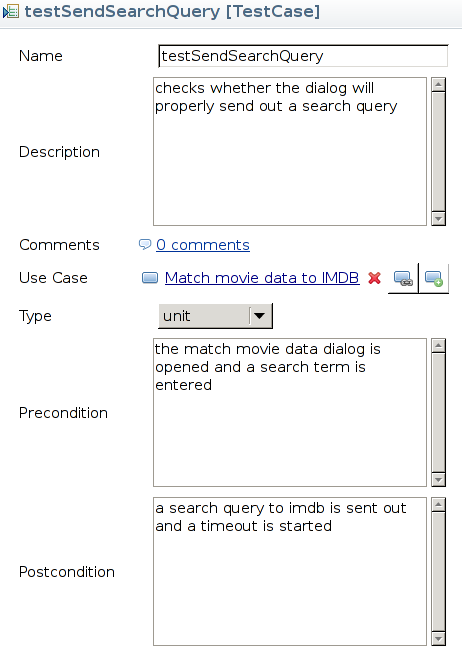 testSendSearchQuery [TestCase]
Name
testSendSearchQuery
Description
checks whether the dialog will
properly send out a search query
Comments
0 comments
Use Case
Match movie data to IMDB
Type
unit
Precondition
the match movie data dialog is
opened and a search term is
entered
Postcondition
a search query to imdb is sent out
and a timeout is started